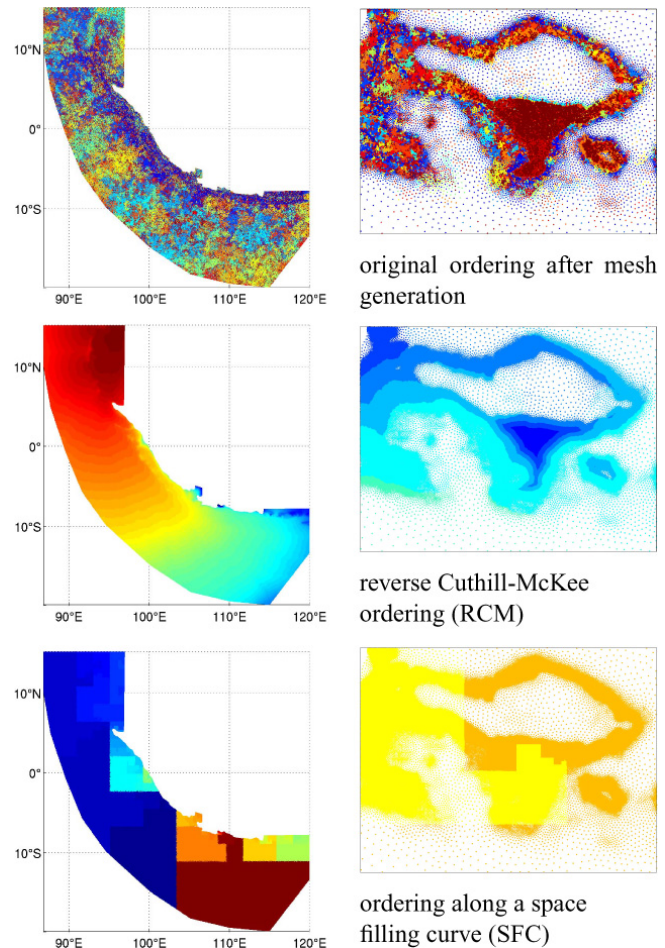 10°N
0°
10°S
90°E 100°E 110°E 120°E
original ordering after mesh
generation
10°N
0°
10°S
90°E 100°E 110°E 120°E
reverse Cuthill-McKee
ordering (RCM)
10°N
0°
10°S
90°E 100°E 110°E 120°E
ordering along a space
filling curve (SFC)